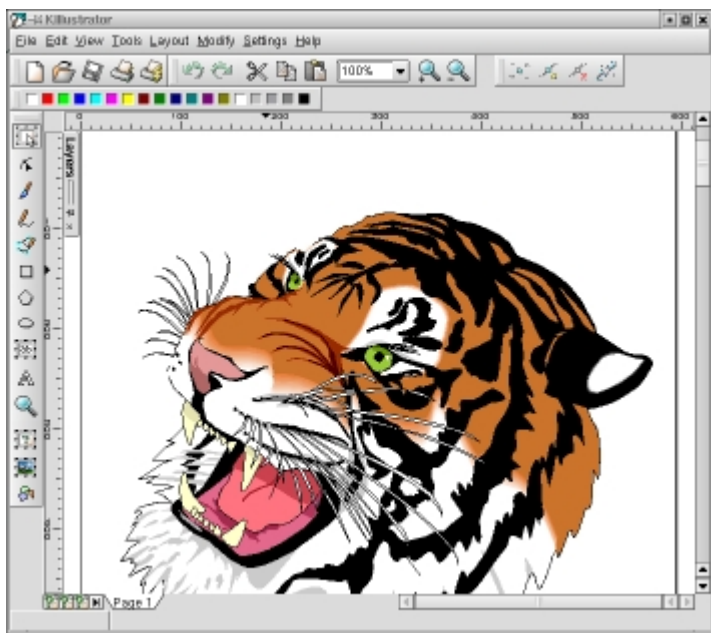 KIllustrator
File Edit View Tools Layout Modify Settings Help
100%
0 100 200 300 400 500 600
Layers
Page 1